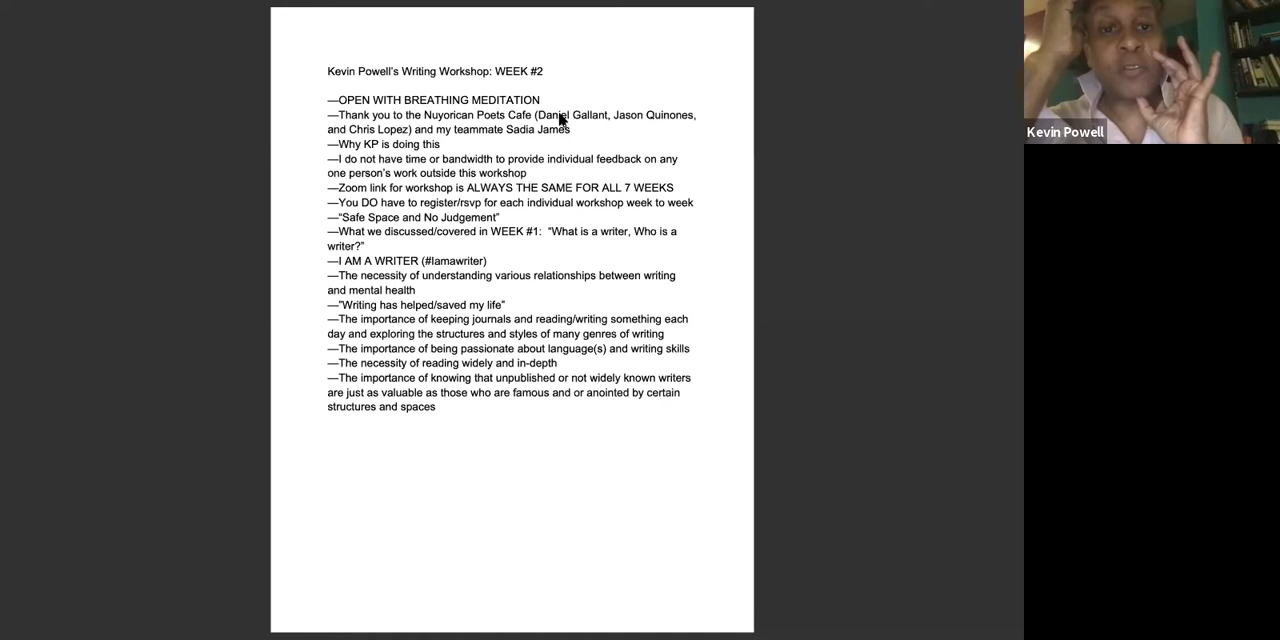 Kevin Powell's Writing Workshop: WEEK #2
—OPEN WITH BREATHING MEDITATION
—Thank you to the Nuyorican Poets Cafe (Daniel Gallant, Jason Quinones,
and Chris Lopez) and my teammate Sadia James
—Why KP is doing this
—I do not have time or bandwidth to provide individual feedback on any
one person's work outside this workshop
—Zoom link for workshop is ALWAYS THE SAME FOR ALL 7 WEEKS
—You DO have to register/rsvp for each individual workshop week to week
—“Safe Space and No Judgement”
—What we discussed/covered in WEEK #1:  “What is a writer, Who is a
writer?”
—I AM A WRITER (#Iamawriter)
—The necessity of understanding various relationships between writing
and mental health
—"Writing has helped/saved my life”
—The importance of keeping journals and reading/writing something each
day and exploring the structures and styles of many genres of writing
—The importance of being passionate about language(s) and writing skills
—The necessity of reading widely and in-depth
—The importance of knowing that unpublished or not widely known writers
are just as valuable as those who are famous and or anointed by certain
structures and spaces
Kevin Powell